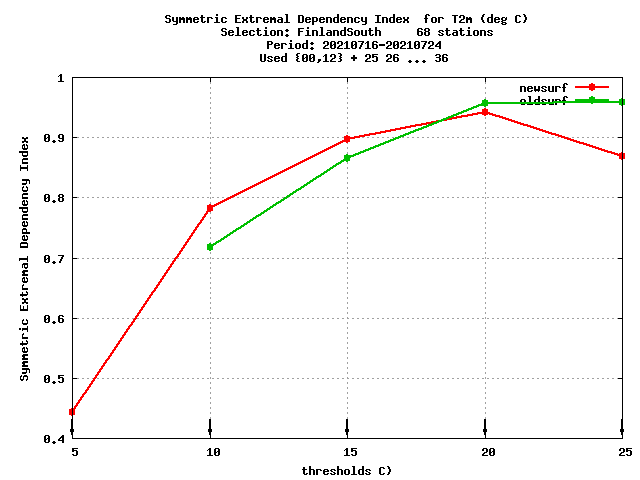 Symmetric Extremal Dependency Index  for T2m (deg C)
Selection: FinlandSouth     68 stations
Period: 20210716-20210724
Used {00,12} + 25 26 ... 36
newsurf
oldsurf
Symmetric Extremal Dependency Index
1
0.9
0.8
0.7
0.6
0.5
0.4
5 10 15 20 25
thresholds C)